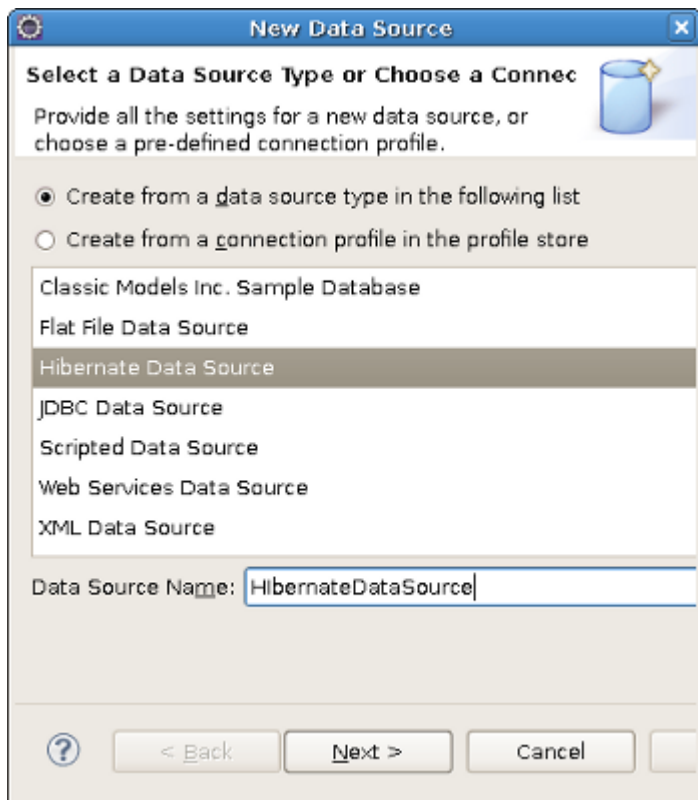 New Data Source
Select a Data Source Type or Choose a Connec
Provide all the settings for a new data source, or
choose a pre-defined connection profile.
Create from a data source type in the following list
Create from a connection profile in the profile store
Classic Models Inc. Sample Database
Flat File Data Source
Hibernate Data Source
JDBC Data Source
Scripted Data Source
Web Services Data Source
XML Data Source
Data Source Name: HIbernateDataSource
? < Back Next > Cancel